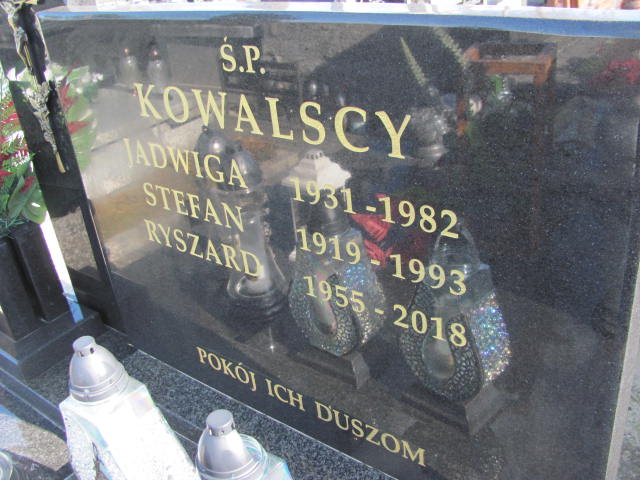 Ś.P.
KOWALSCY
JADWIGA 1931-1982
STEFAN 1919-1993
RYSZARD 1955-2018
POKÓJ ICH DUSZOM